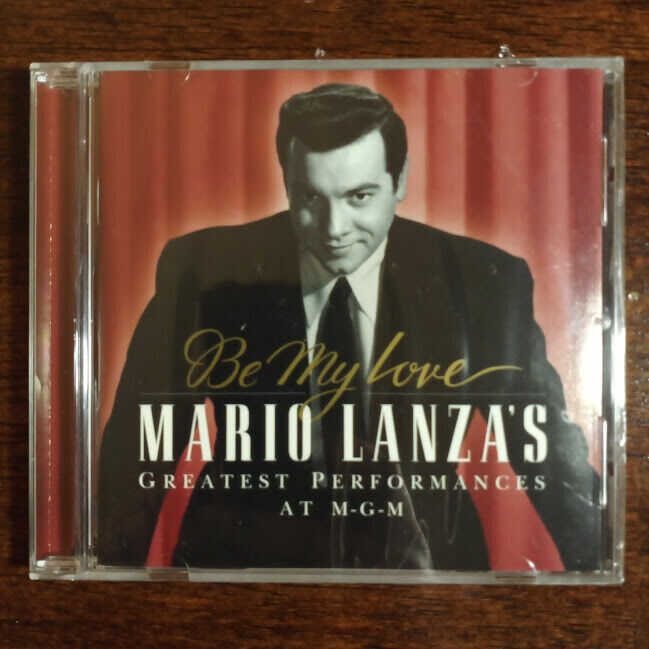 Be My Love
MARIO LANZA'S
GREATEST PERFORMANCES
AT M-G-M